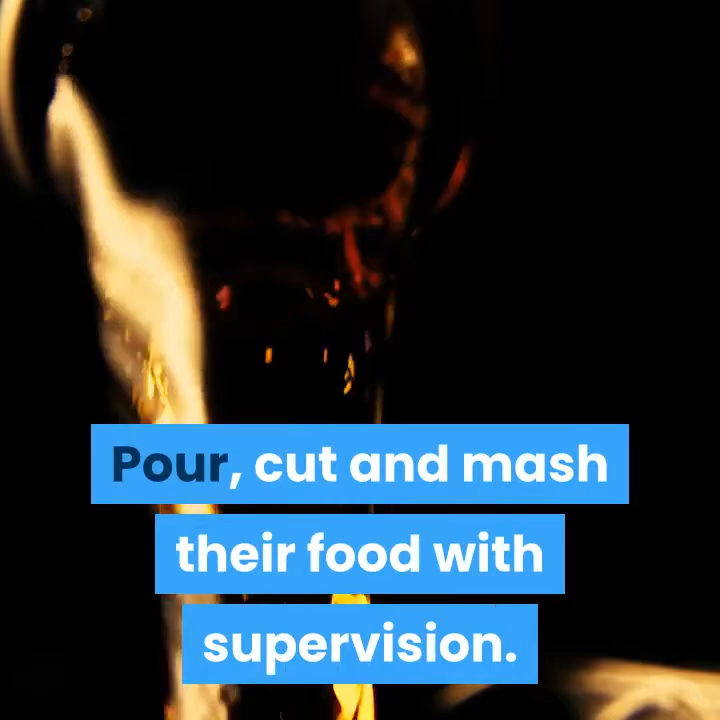 Pour, cut and mash
their food with
supervision.